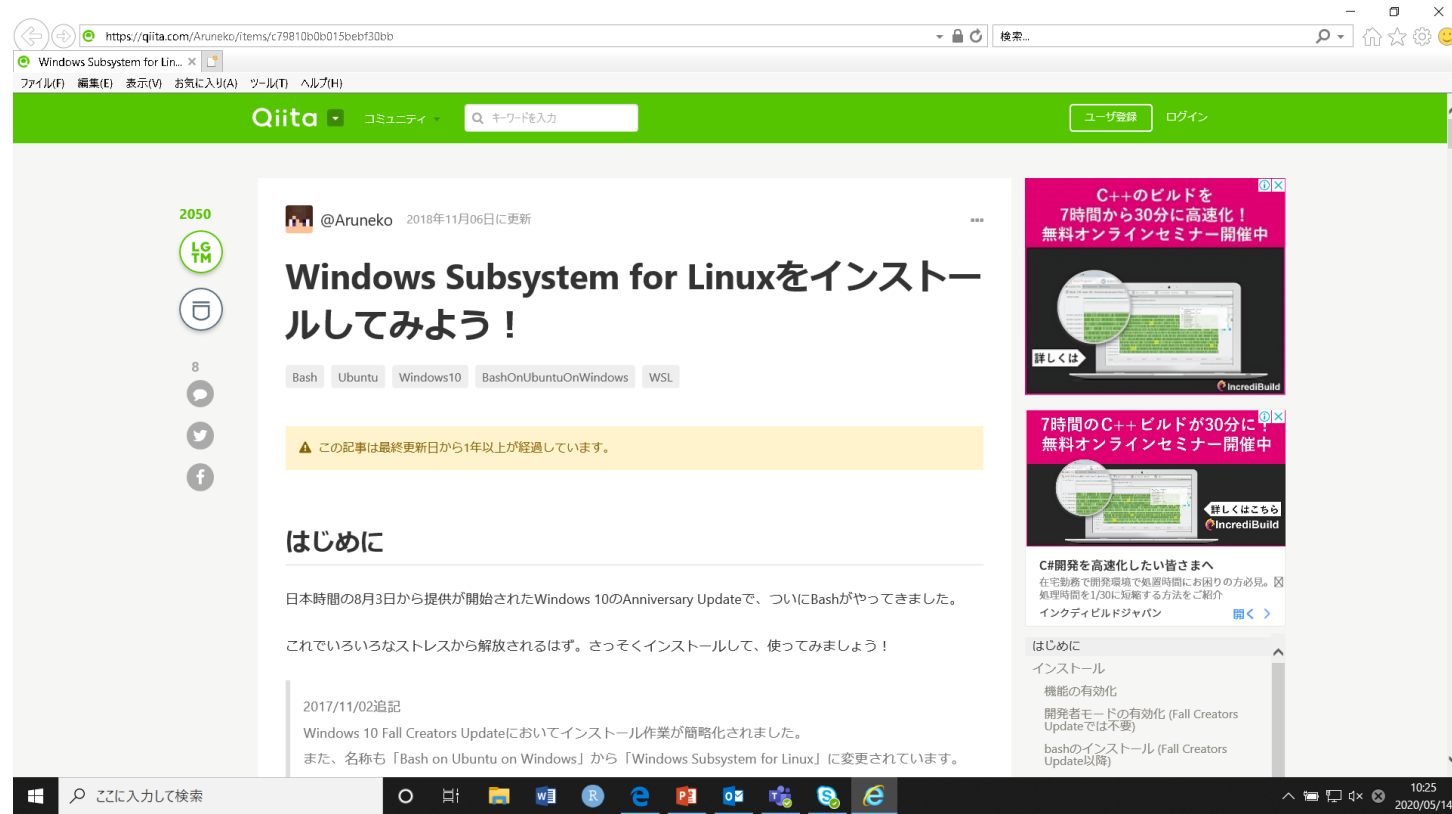 https://qiita.com/Aruneko/items/c79810b0b015bebf30bb
検索...
Windows Subsystem for Lin...
ファイル(F) 編集(E) 表示(V) お気に入り(A) ツール(T) ヘルプ(H)
Qiita
コミュニティ
キーワードを入力
ユーザ登録
ログイン
2050
LG
TM
8
@Aruneko 2018年11月06日に更新
Windows Subsystem for Linuxをインストー
ルしてみよう！
Bash Ubuntu Windows10 BashOnUbuntuOnWindows WSL
この記事は最終更新日から1年以上が経過しています。
はじめに
日本時間の8月3日から提供が開始されたWindows 10のAnniversary Updateで、ついにBashがやってきました。
これでいろいろなストレスから解放されるはず。さっそくインストールして、使ってみましょう！
2017/11/02追記
Windows 10 Fall Creators Updateにおいてインストール作業が簡略化されました。
また、名称も「Bash on Ubuntu on Windows」から「Windows Subsystem for Linux」に変更されています。
C++のビルドを
7時間から30分に高速化！
無料オンラインセミナー開催中
詳しくは
IncrediBuild
7時間のC++ビルドが30分に！
無料オンラインセミナー開催中
詳しくはこちら
IncrediBuild
C#開発を高速化したい皆さまへ
在宅勤務で開発環境で処置時間にお困りの方必見。
処理時間を1/30に短縮する方法をご紹介
インクディビルドジャパン
開く
はじめに
インストール
機能の有効化
開発者モードの有効化 (Fall Creators
Updateでは不要)
bashのインストール (Fall Creators
Update以降)
ここに入力して検索
10:25
2020/05/14